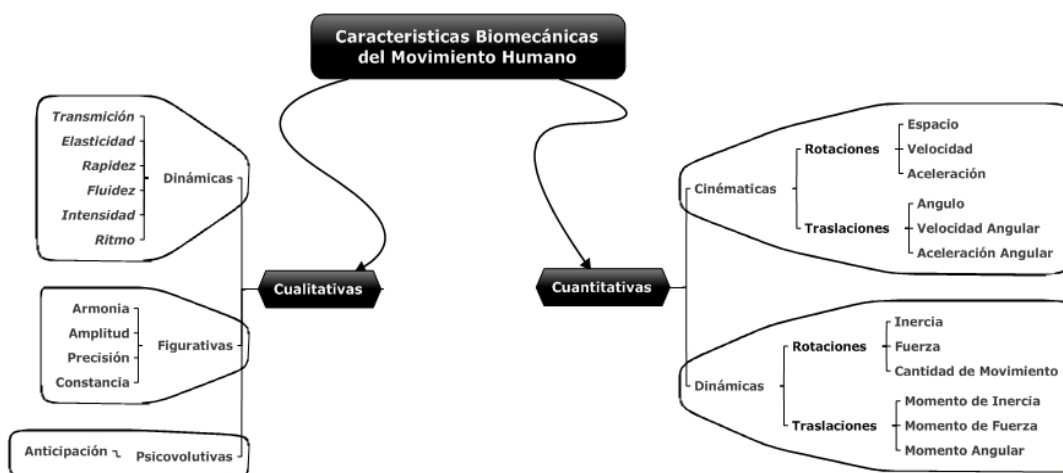 Caracteristicas Biomecánicas
del Movimiento Humano
Transmición
Elasticidad
Rapidez
Fluidez
Intensidad
Ritmo
Dinámicas
Cualitativas
Armonia
Amplitud
Precisión
Constancia
Figurativas
Anticipación
Psicovolutivas
Cuantitativas
Cinématicas
Rotaciones
Espacio
Velocidad
Aceleración
Traslaciones
Angulo
Velocidad Angular
Aceleración Angular
Dinámicas
Rotaciones
Inercia
Fuerza
Cantidad de Movimiento
Traslaciones
Momento de Inercia
Momento de Fuerza
Momento Angular